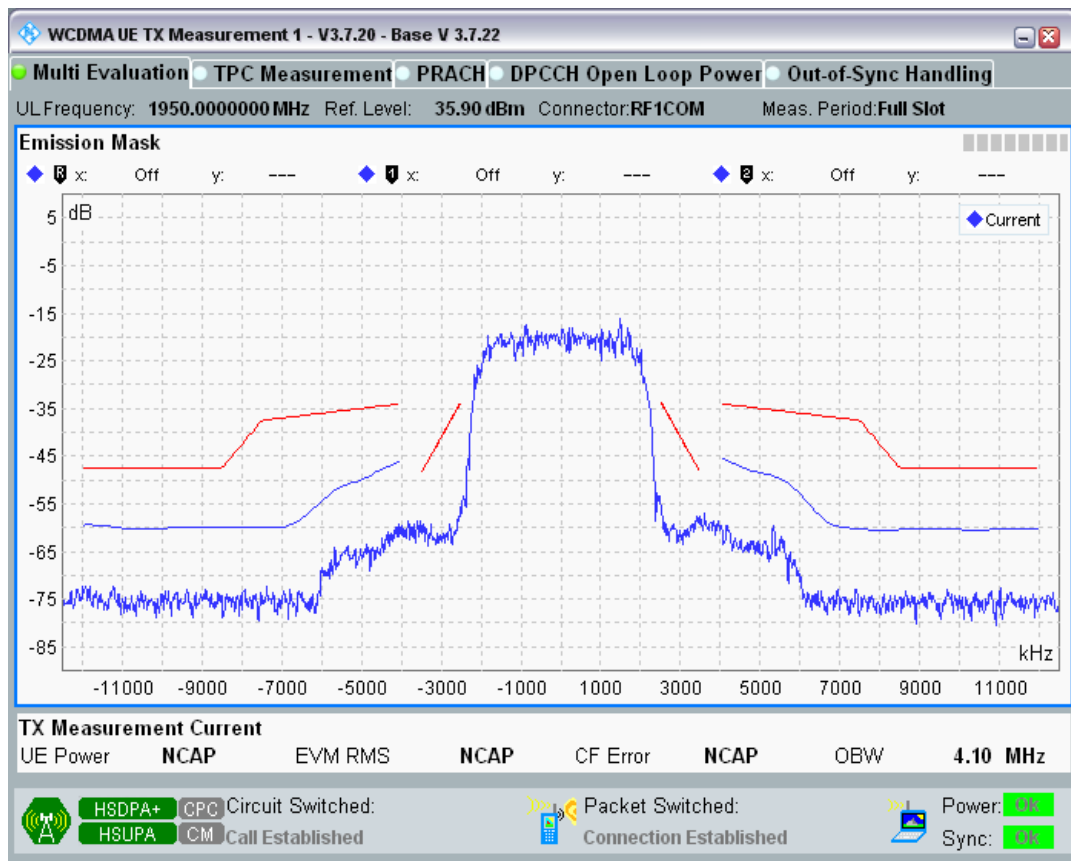 WCDMA UE TX Measurement 1 - V3.7.20 - Base V 3.7.22
Multi Evaluation TPC Measurement PRACH DPCCH Open Loop Power Out-of-Sync Handling
UL Frequency: 1950.0000000 MHz Ref. Level: 35.90 dBm Connector: RF1COM Meas. Period: Full Slot
Emission Mask
R x: Off y: --- 1 x: Off y: --- 2 x: Off y: ---
dB
Current
5
-5
-15
-25
-35
-45
-55
-65
-75
-85
kHz
-11000 -9000 -7000 -5000 -3000 -1000 1000 3000 5000 7000 9000 11000
TX Measurement Current
UE Power NCAP EVM RMS NCAP CF Error NCAP OBW 4.10 MHz
HSDPA+ CPC Circuit Switched: Packet Switched: Power: OK
HSUPA CM Call Established Connection Established Sync: OK